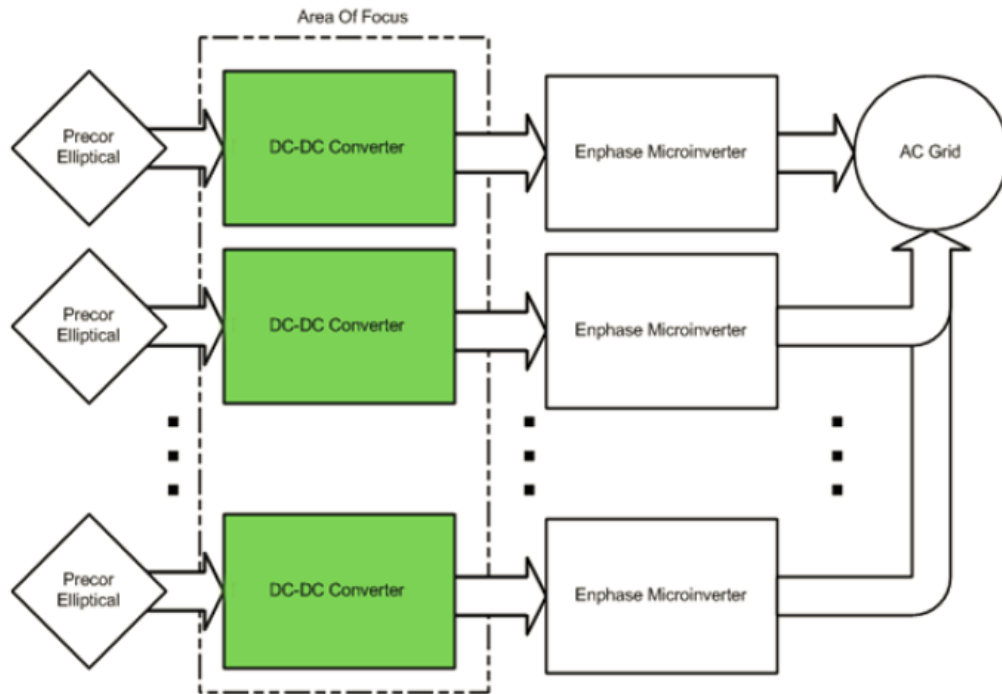 Area Of Focus
Precor
Elliptical
DC-DC Converter
Enphase Microinverter
AC Grid
Precor
Elliptical
DC-DC Converter
Enphase Microinverter
Precor
Elliptical
DC-DC Converter
Enphase Microinverter